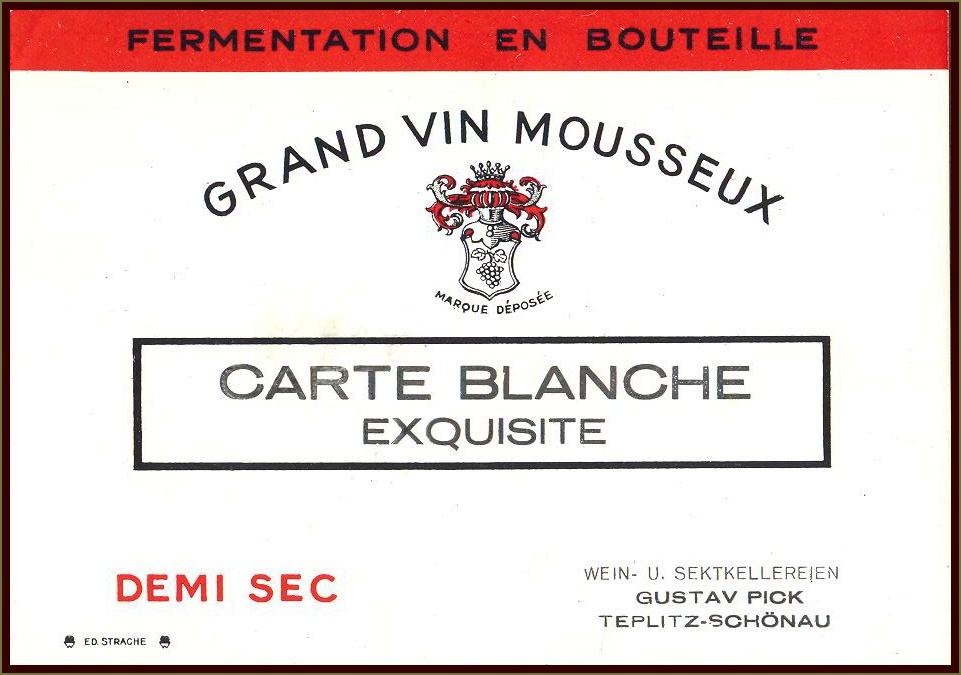 FERMENTATION EN BOUTEILLE
GRAND VIN MOUSSEUX
MARQUE DÉPOSÉE
CARTE BLANCHE
EXQUISITE
DEMI SEC
WEIN- U. SEKTKELLEREIEN
GUSTAV PICK
TEPLITZ-SCHÖNAU
ED. STRACHE